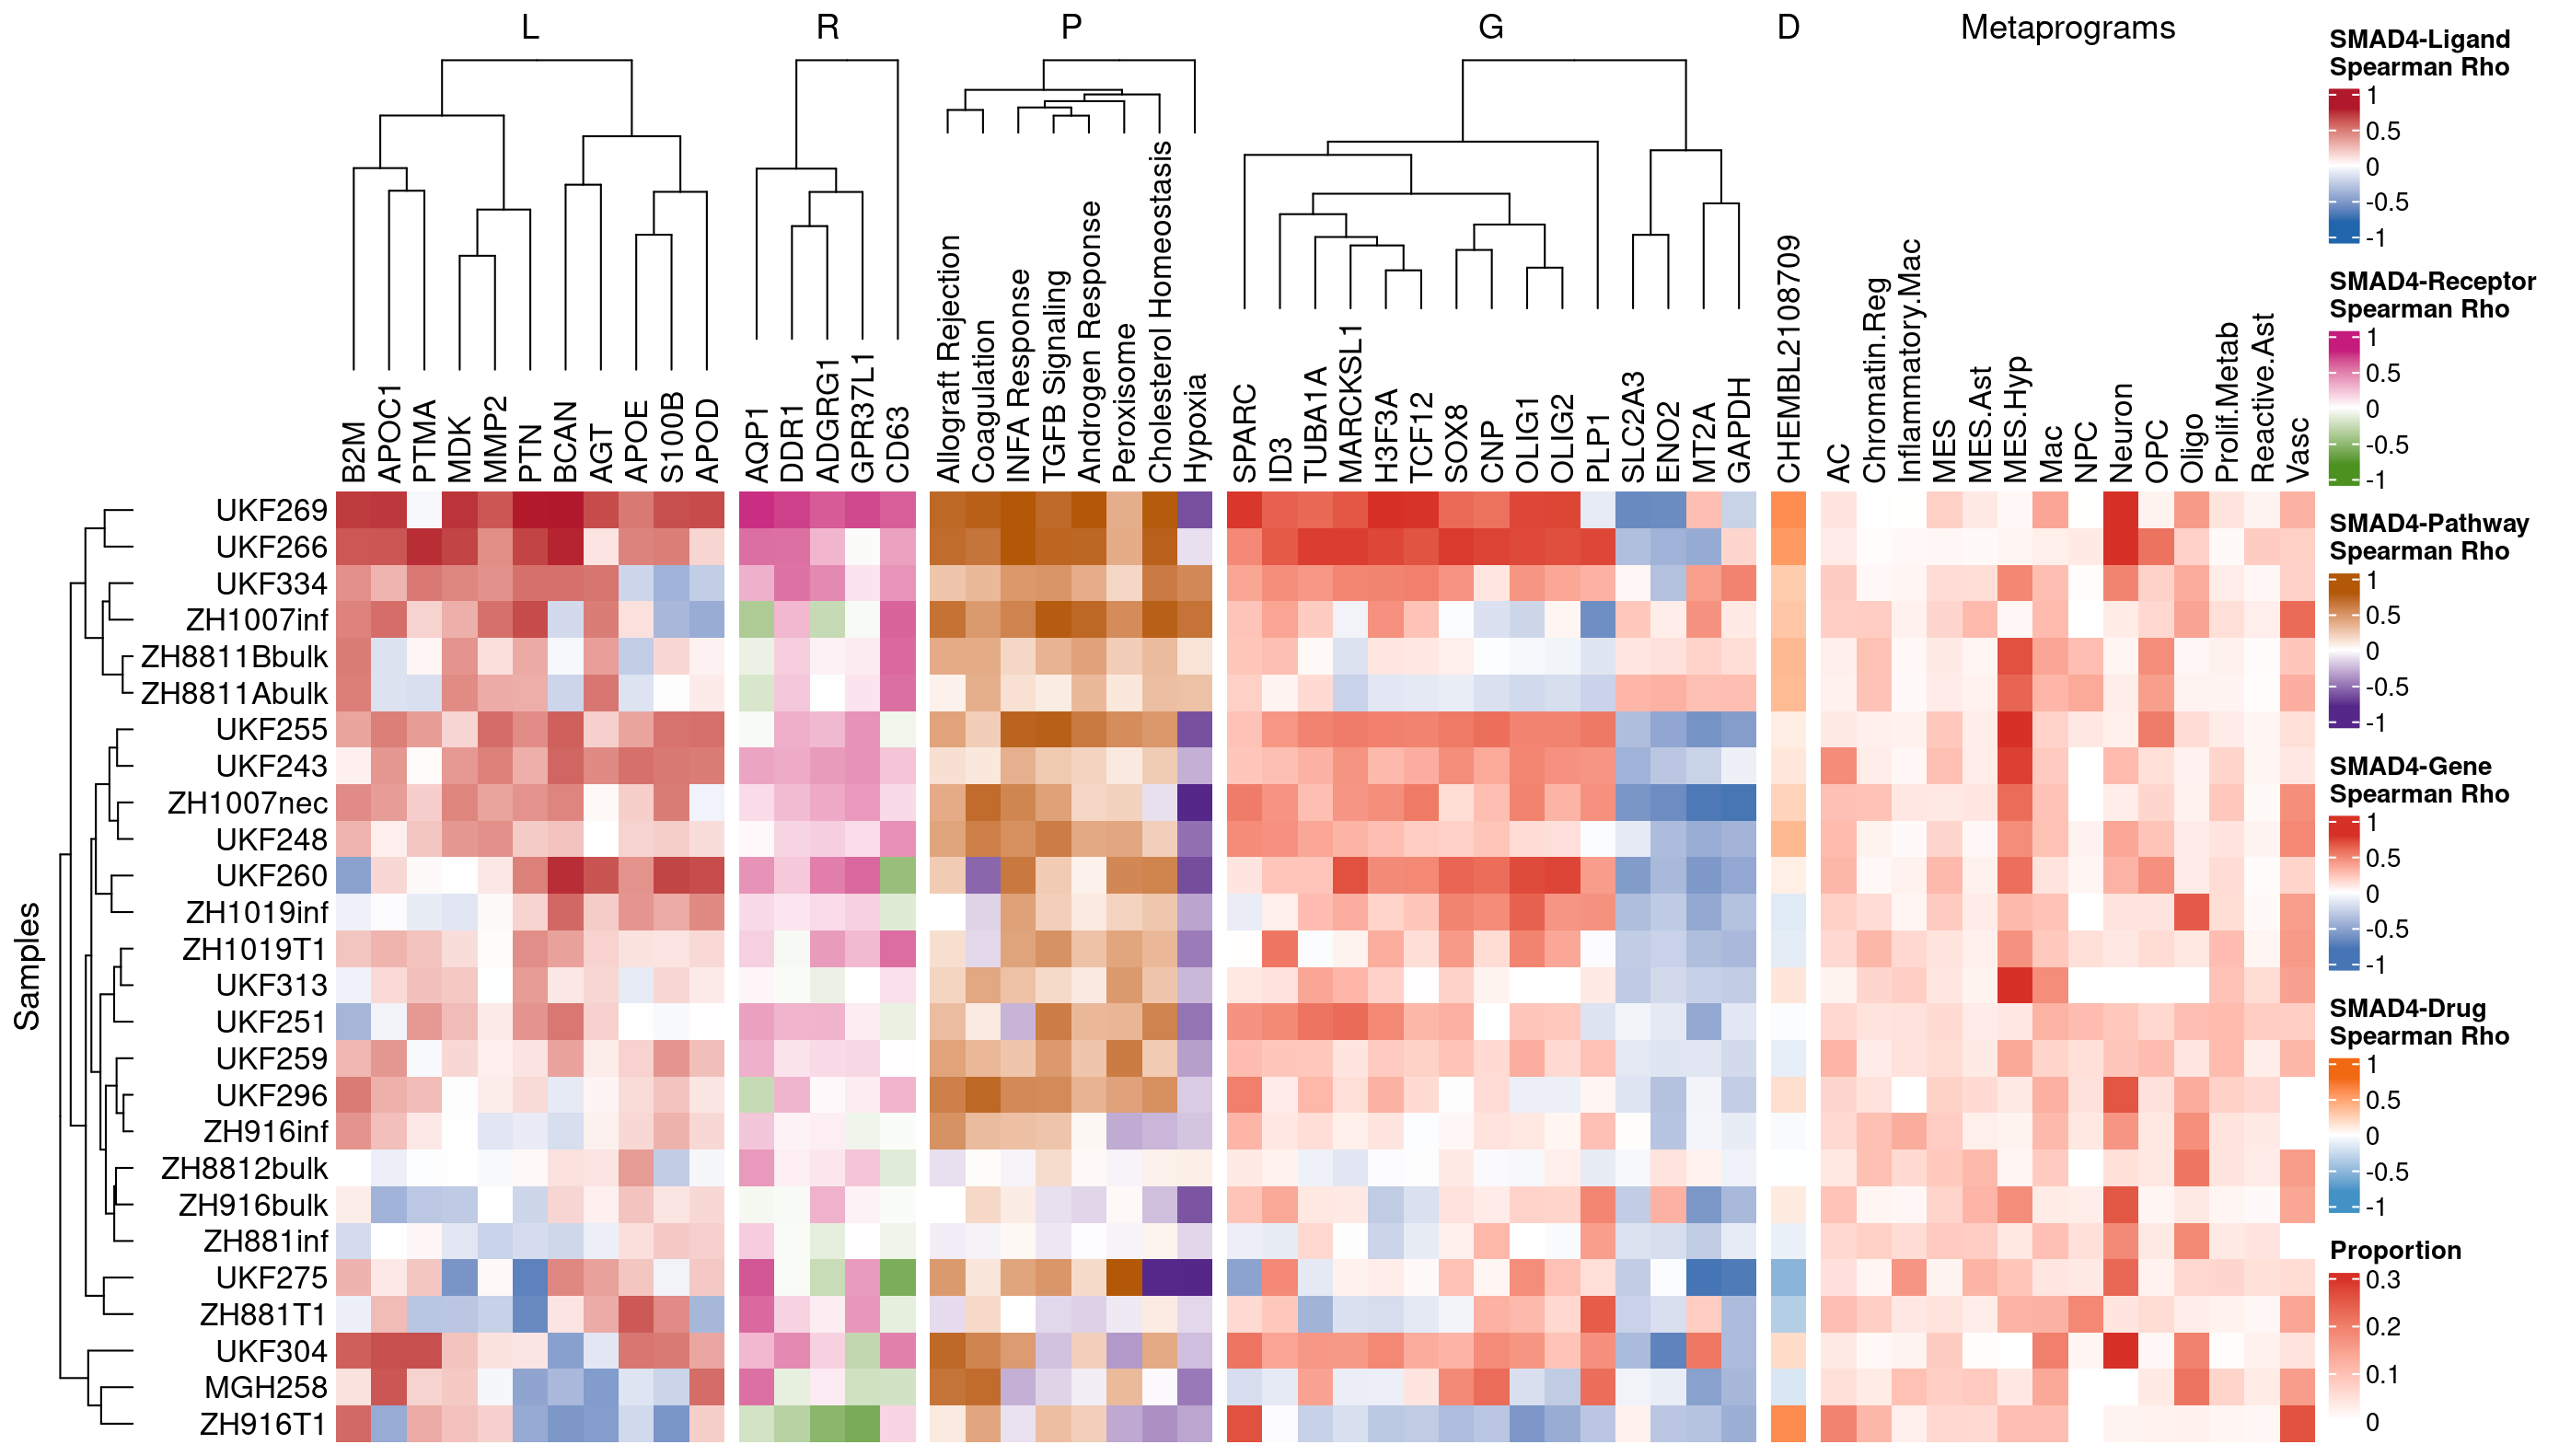 L
R
P
G
D
Metaprograms
B2M
APOC1
PTMA
MDK
MMP2
PTN
BCAN
AGT
APOE
S100B
APOD
AQP1
DDR1
ADGRG1
GPR37L1
CD63
Allograft Rejection
Coagulation
INFA Response
TGFB Signaling
Androgen Response
Peroxisome
Cholesterol Homeostasis
Hypoxia
SPARC
ID3
TUBA1A
MARCKSL1
H3F3A
TCF12
SOX8
CNP
OLIG1
OLIG2
PLP1
SLC2A3
ENO2
MT2A
GAPDH
CHEMBL2108709
AC
Chromatin.Reg
Inflammatory.Mac
MES
MES.Ast
MES.Hyp
Mac
NPC
Neuron
OPC
Oligo
Prolif.Metab
Reactive.Ast
Vasc
Samples
UKF269
UKF266
UKF334
ZH1007inf
ZH8811Bbulk
ZH8811Abulk
UKF255
UKF243
ZH1007nec
UKF248
UKF260
ZH1019inf
ZH1019T1
UKF313
UKF251
UKF259
UKF296
ZH916inf
ZH8812bulk
ZH916bulk
ZH881inf
UKF275
ZH881T1
UKF304
MGH258
ZH916T1
SMAD4-Ligand
Spearman Rho
1
0.5
0
-0.5
-1
SMAD4-Receptor
Spearman Rho
1
0.5
0
-0.5
-1
SMAD4-Pathway
Spearman Rho
1
0.5
0
-0.5
-1
SMAD4-Gene
Spearman Rho
1
0.5
0
-0.5
-1
SMAD4-Drug
Spearman Rho
1
0.5
0
-0.5
-1
Proportion
0.3
0.2
0.1
0